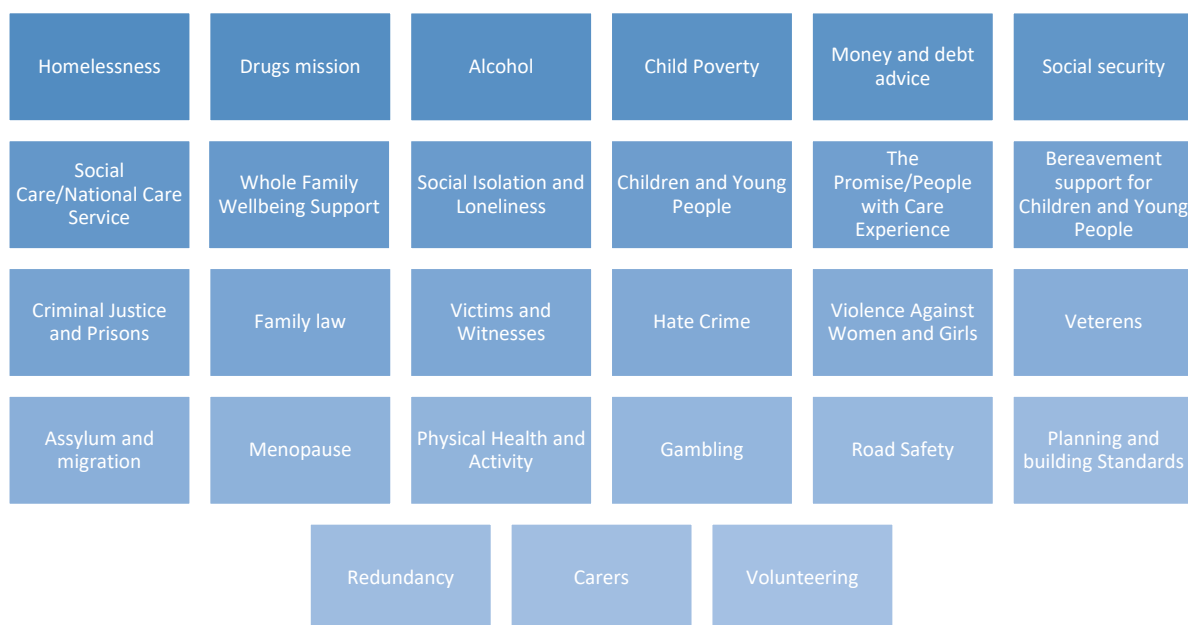 Homelessness
Drugs mission
Alcohol
Child Poverty
Money and debt
advice
Social security
Social
Care/National Care
Service
Whole Family
Wellbeing Support
Social Isolation and
Loneliness
Children and Young
People
The
Promise/People
with Care
Experience
Bereavement
support for
Children and Young
People
Criminal Justice
and Prisons
Family law
Victims and
Witnesses
Hate Crime
Violence Against
Women and Girls
Veterens
Assylum and
migration
Menopause
Physical Health and
Activity
Gambling
Road Safety
Planning and
building Standards
Redundancy
Carers
Volunteering